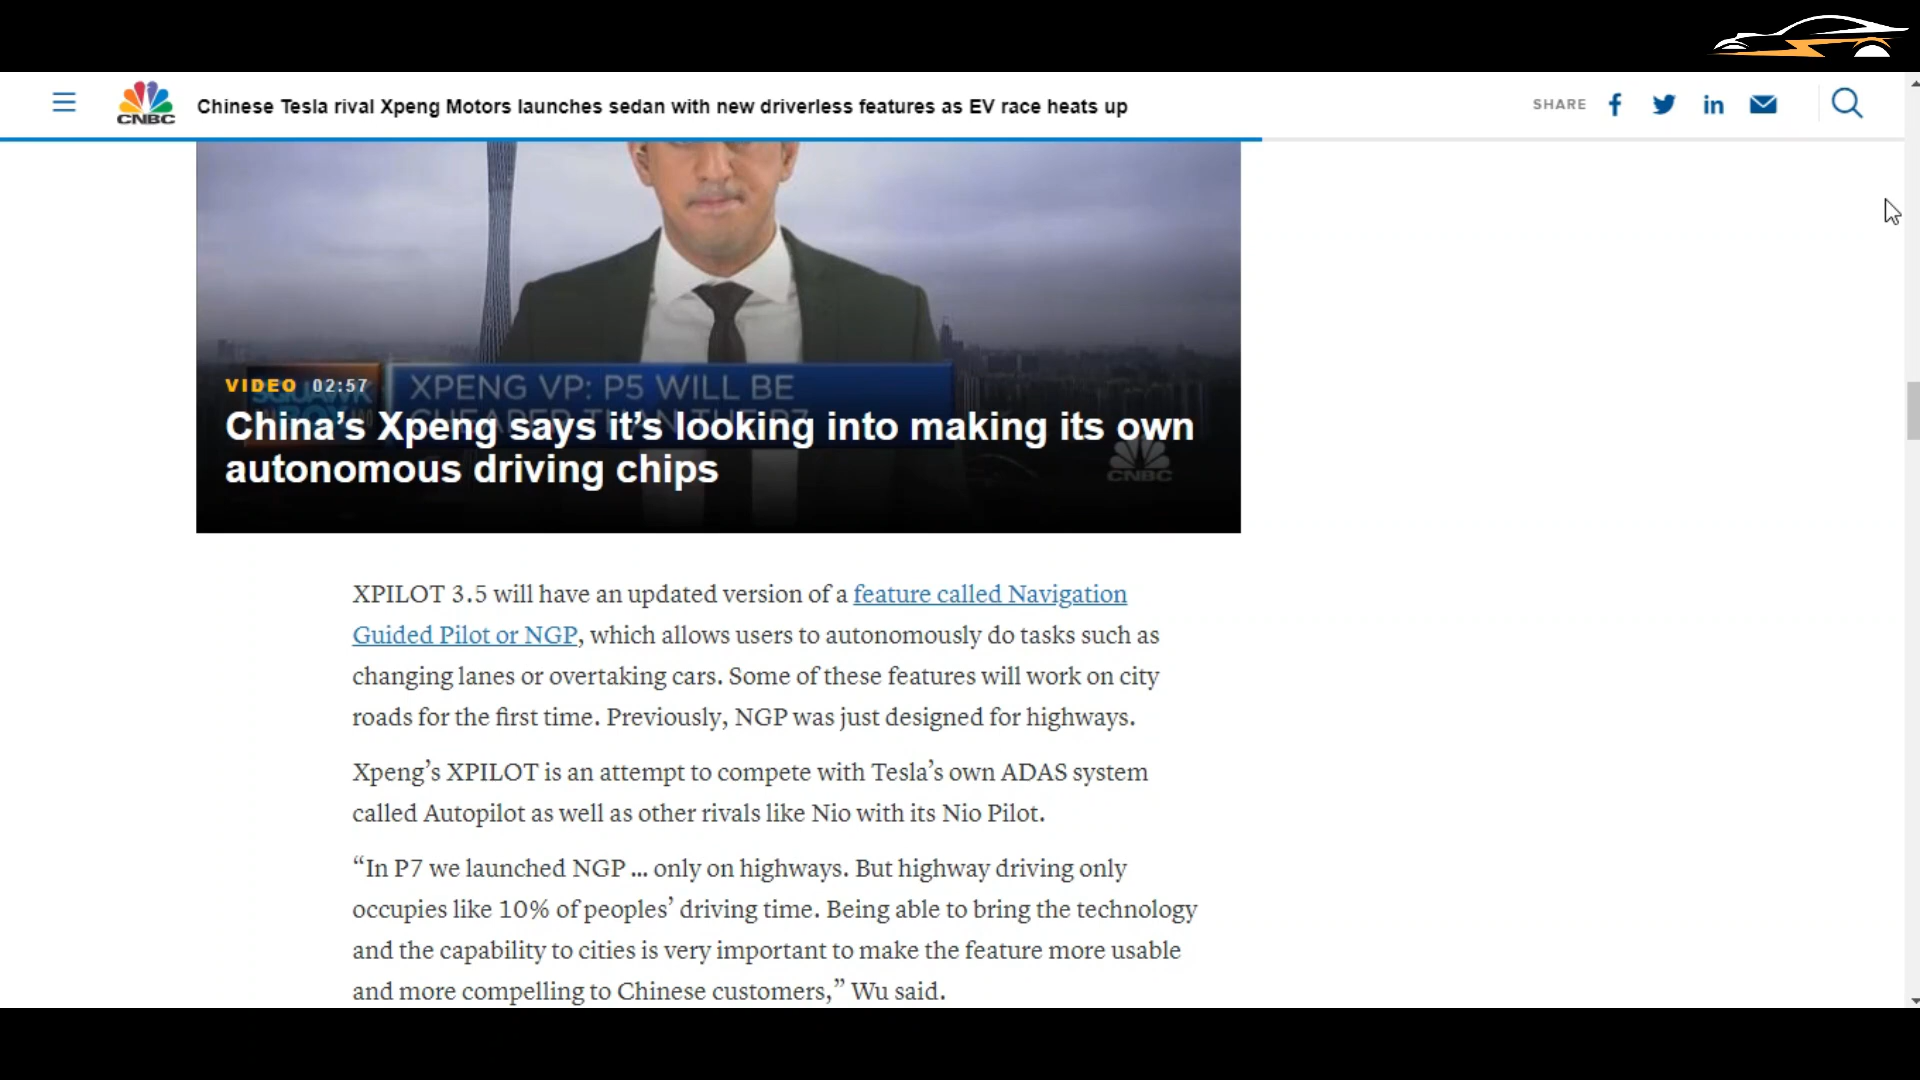 CNBC
Chinese Tesla rival Xpeng Motors launches sedan with new driverless features as EV race heats up
SHARE
VIDEO 02:57
XPENG VP: P5 WILL BE
China’s Xpeng says it’s looking into making its own
autonomous driving chips
CNBC
XPILOT 3.5 will have an updated version of a feature called Navigation
Guided Pilot or NGP, which allows users to autonomously do tasks such as
changing lanes or overtaking cars. Some of these features will work on city
roads for the first time. Previously, NGP was just designed for highways.
Xpeng’s XPILOT is an attempt to compete with Tesla’s own ADAS system
called Autopilot as well as other rivals like Nio with its Nio Pilot.
“In P7 we launched NGP ... only on highways. But highway driving only
occupies like 10% of peoples’ driving time. Being able to bring the technology
and the capability to cities is very important to make the feature more usable
and more compelling to Chinese customers,” Wu said.